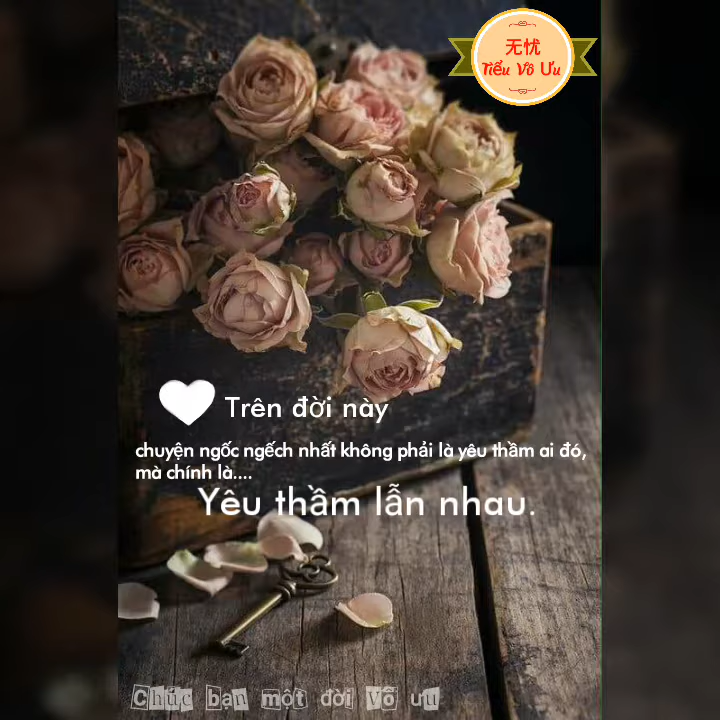 无忧
Tiểu Vô Ưu
Trên đời này
chuyện ngốc ngếch nhất không phải là yêu thầm ai đó,
mà chính là....
Yêu thầm lẫn nhau.
Chúc bạn một đời Vô ưu